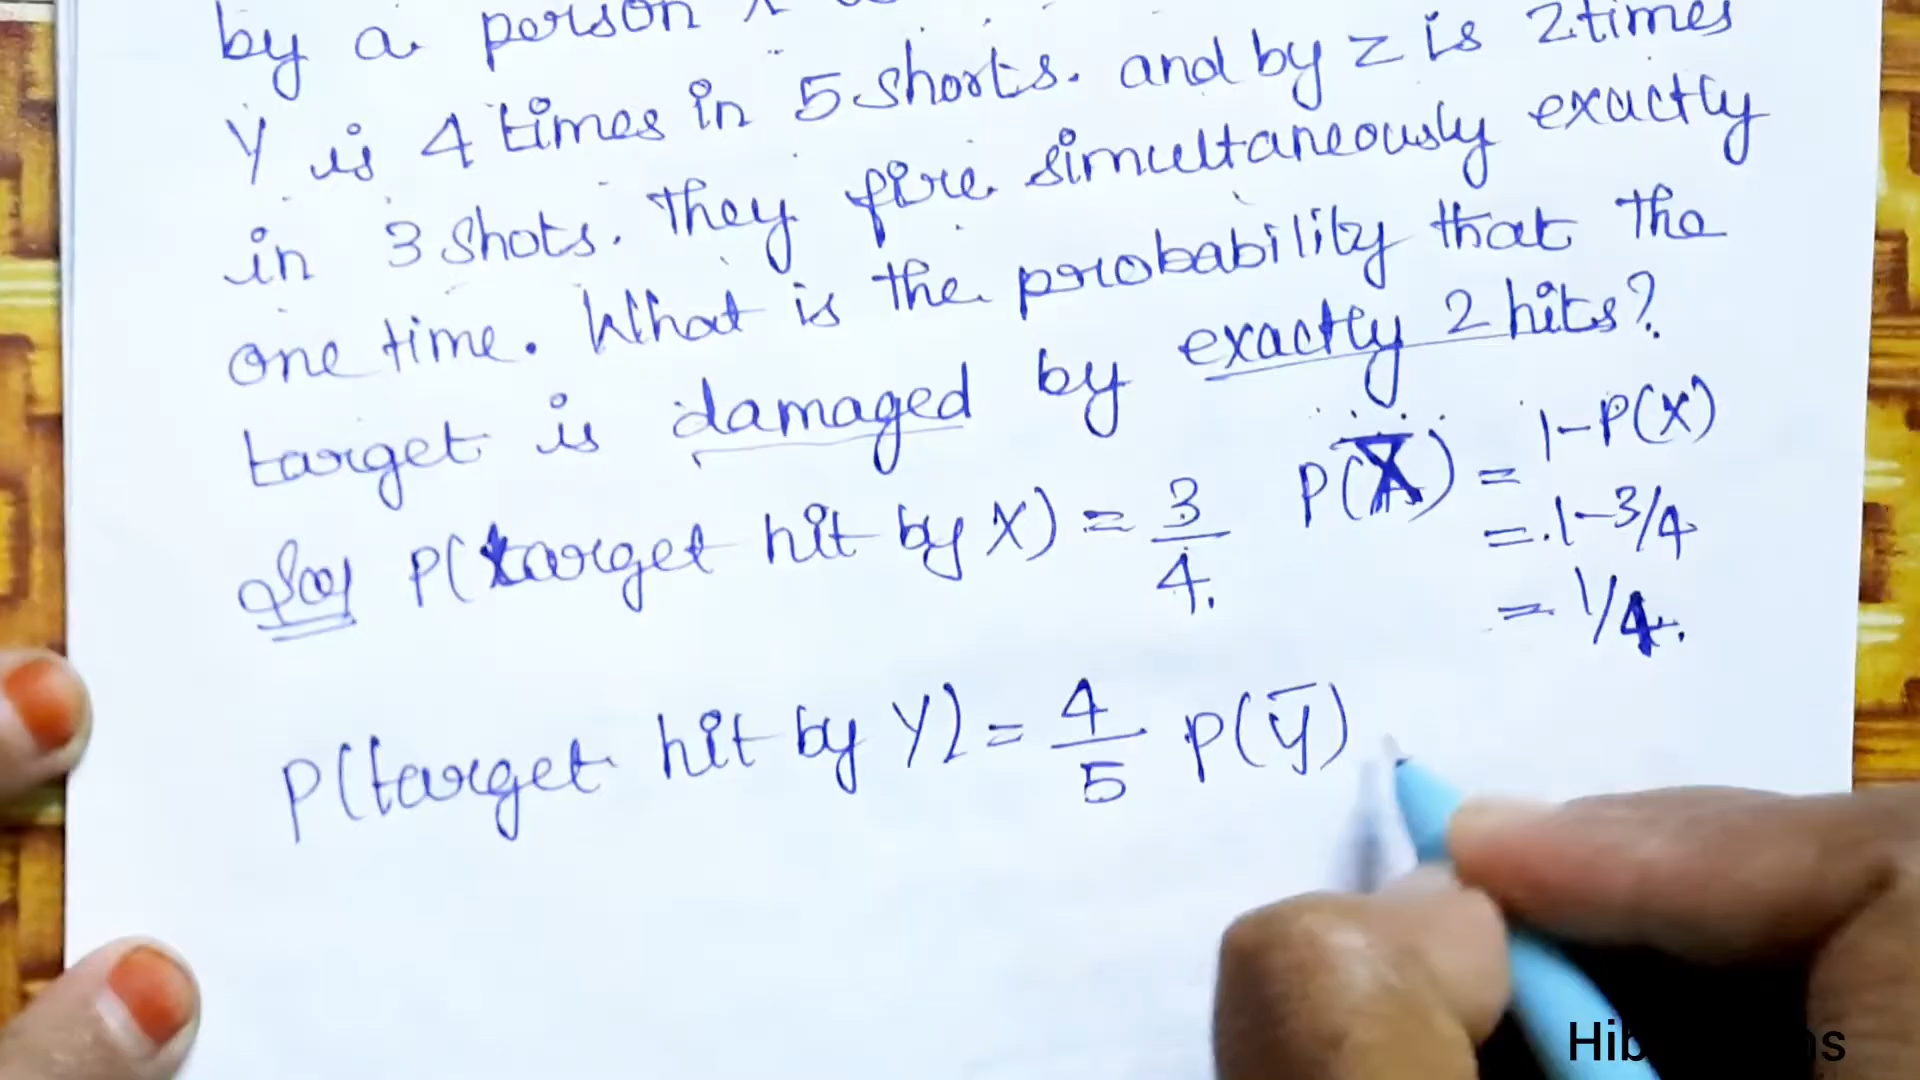 by a person X
Y is 4 times in 5 shorts. and by Z is 2 times
in 3 shots. They fire simultaneously exactly
one time. What is the probability that the
target is damaged by exactly 2 hits?
Sol P(target hit by X) = 3/4. P(X̅) = 1-P(X)
= 1-3/4
= 1/4.
P(target hit by Y) = 4/5 P(y̅)